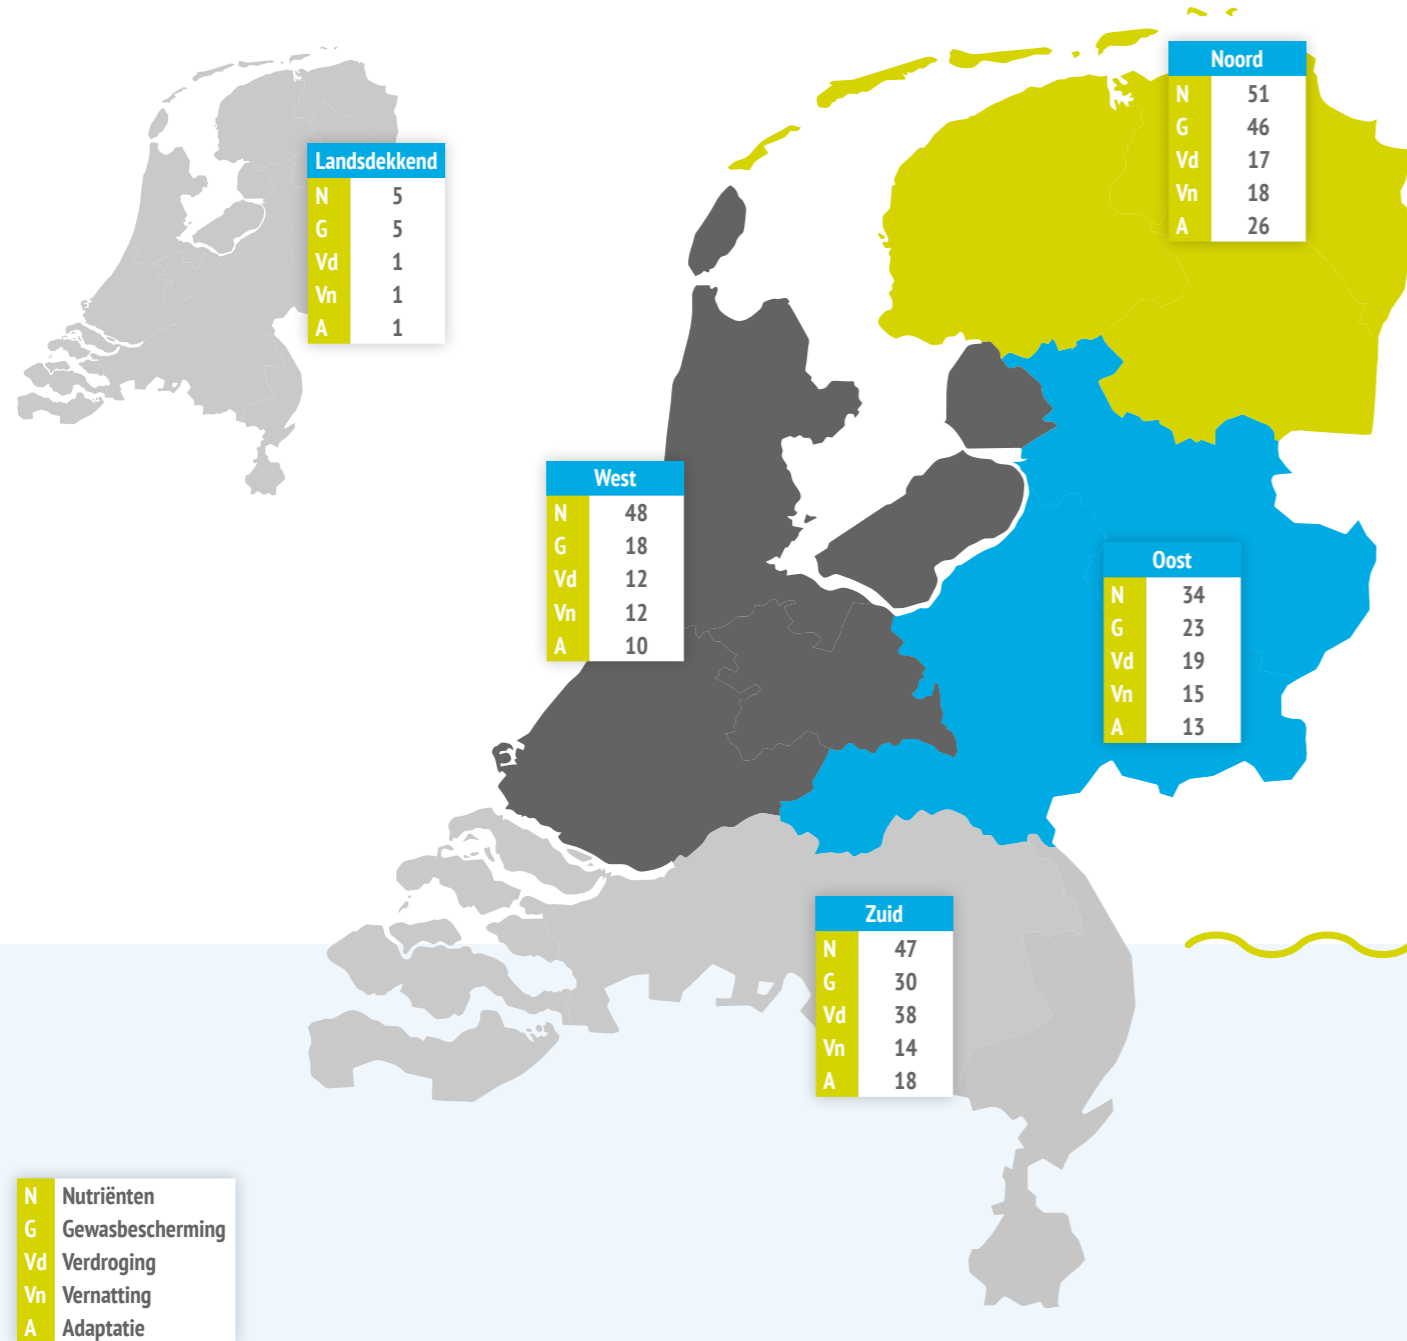 Landsdekkend
N 5
G 5
Vd 1
Vn 1
A 1
Noord
N 51
G 46
Vd 17
Vn 18
A 26
West
N 48
G 18
Vd 12
Vn 12
A 10
Oost
N 34
G 23
Vd 19
Vn 15
A 13
Zuid
N 47
G 30
Vd 38
Vn 14
A 18
N Nutriënten
G Gewasbescherming
Vd Verdroging
Vn Vernatting
A Adaptatie